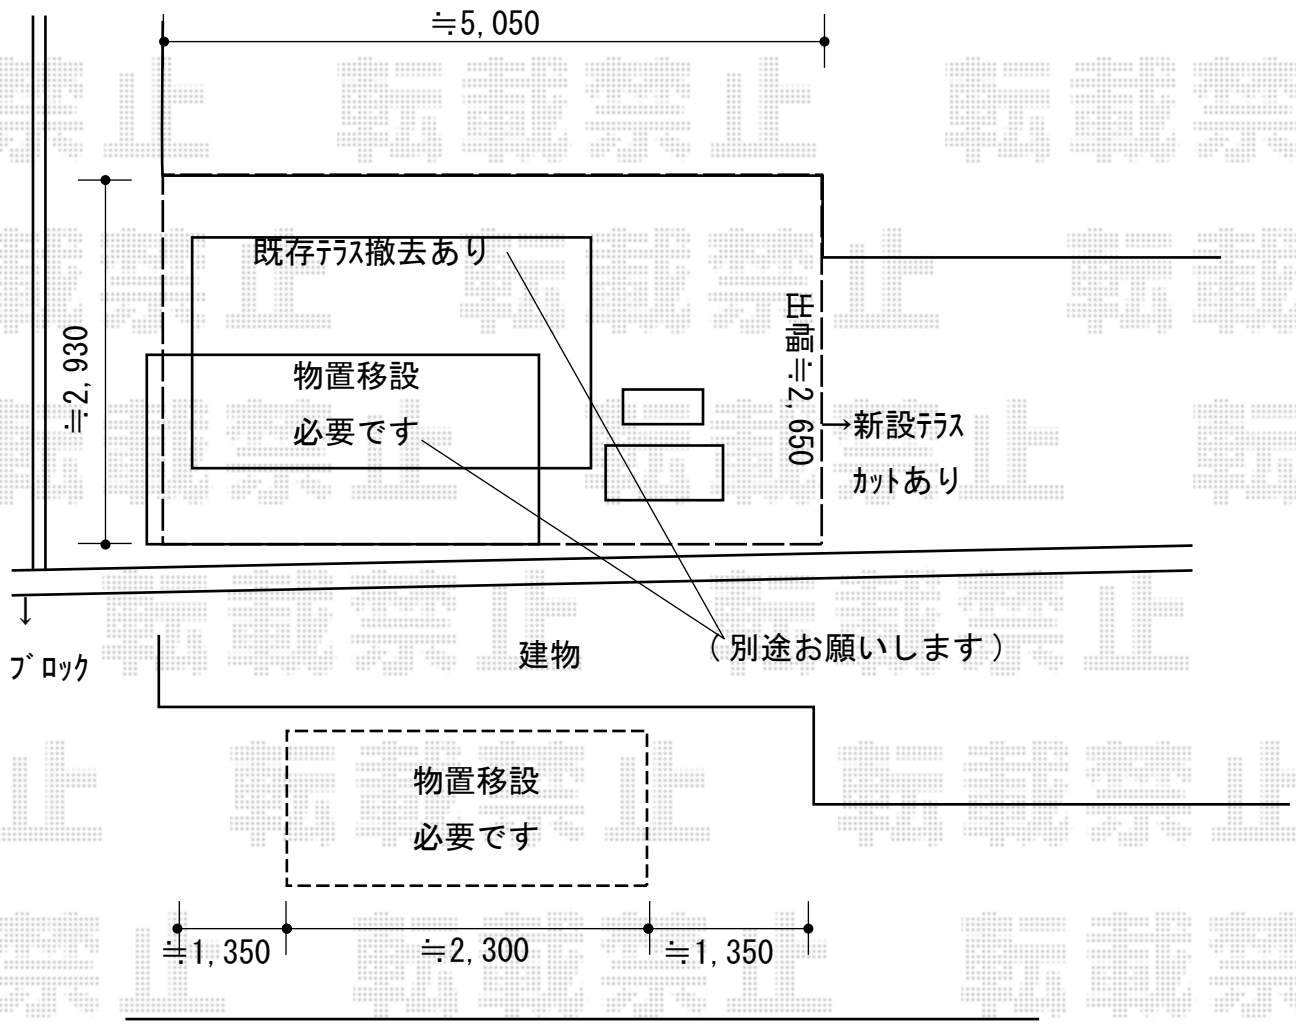 ≒5,050
既存ﾃﾗｽ撤去あり
≒2,930
物置移設
必要です
出幅≒2,650
→新設ﾃﾗｽ
ｶｯﾄあり
↓
ﾌﾞﾛｯｸ
建物
（別途お願いします）
物置移設
必要です
≒1,350
≒2,300
≒1,350
転載禁止